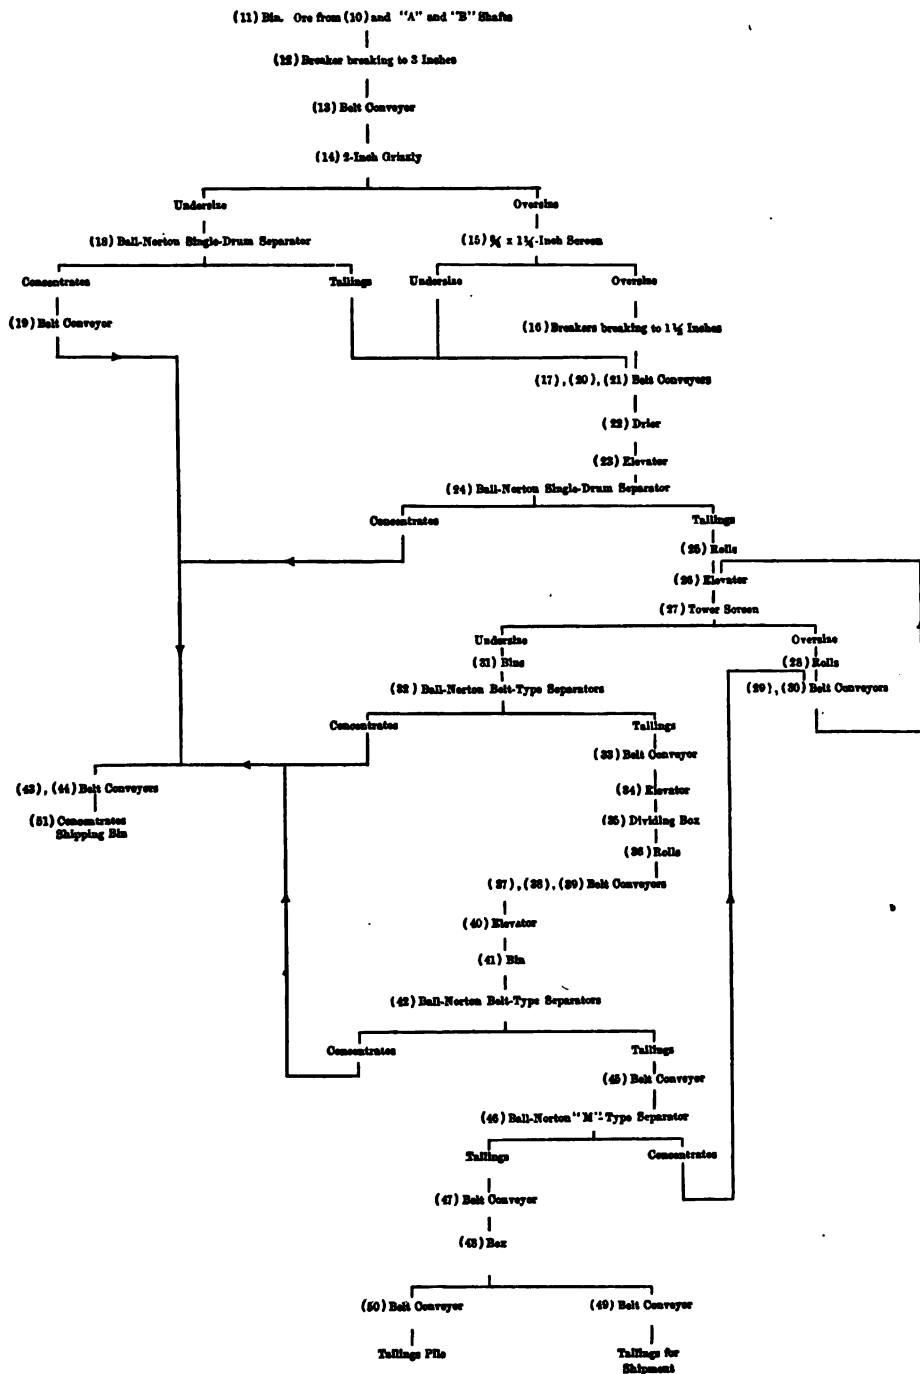 (11) Bin. Ore from (10) and "A" and "B" Shafts
(12) Breaker breaking to 3 Inches
(13) Belt Conveyor
(14) 2-Inch Grizzly
Undersize
Oversize
(18) Ball-Norton Single-Drum Separator
(15) x 1¼-Inch Screen
Concentrates
Tailings
Undersize
Oversize
(19) Belt Conveyor
(16) Breakers breaking to 1½ Inches
(17), (20), (21) Belt Conveyors
(22) Drier
(23) Elevator
(24) Ball-Norton Single-Drum Separator
Concentrates
Tailings
(25) Rolls
(26) Elevator
(27) Tower Screen
Undersize
Oversize
(31) Bins
(28) Rolls
(32) Ball-Norton Belt-Type Separators
(29), (30) Belt Conveyors
Concentrates
Tailings
(33) Belt Conveyor
(43), (44) Belt Conveyors
(34) Elevator
(51) Concentrates
Shipping Bin
(35) Dividing Box
(36) Rolls
(37), (38), (39) Belt Conveyors
(40) Elevator
(41) Bin
(42) Ball-Norton Belt-Type Separators
Concentrates
Tailings
(45) Belt Conveyor
(46) Ball-Norton "M"-Type Separator
Tailings
Concentrates
(47) Belt Conveyor
(48) Box
(50) Belt Conveyor
(49) Belt Conveyor
Tailings Pile
Tailings for
Shipment